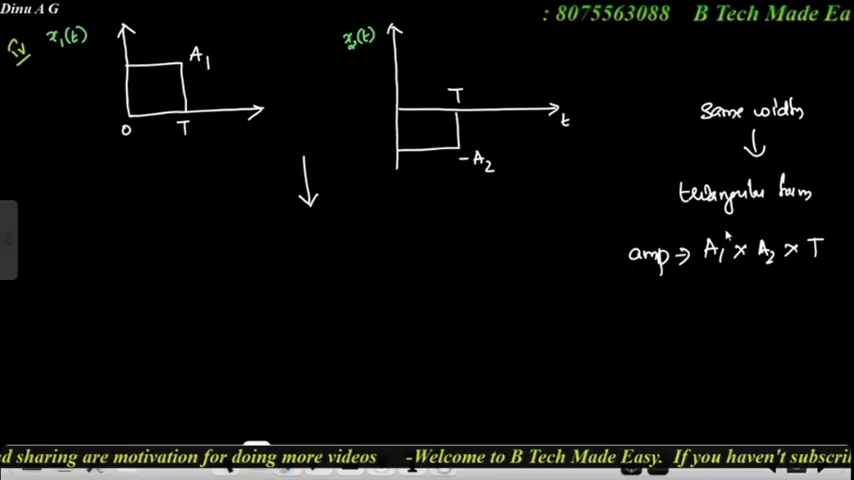 Dinu A G
: 8075563088 B Tech Made Ea
iv
x₁(t)
A₁
0
T
x₂(t)
T
t
-A₂
same width
triangular form
amp → A₁ × A₂ × T
d sharing are motivation for doing more videos -Welcome to B Tech Made Easy. If you haven't subscri